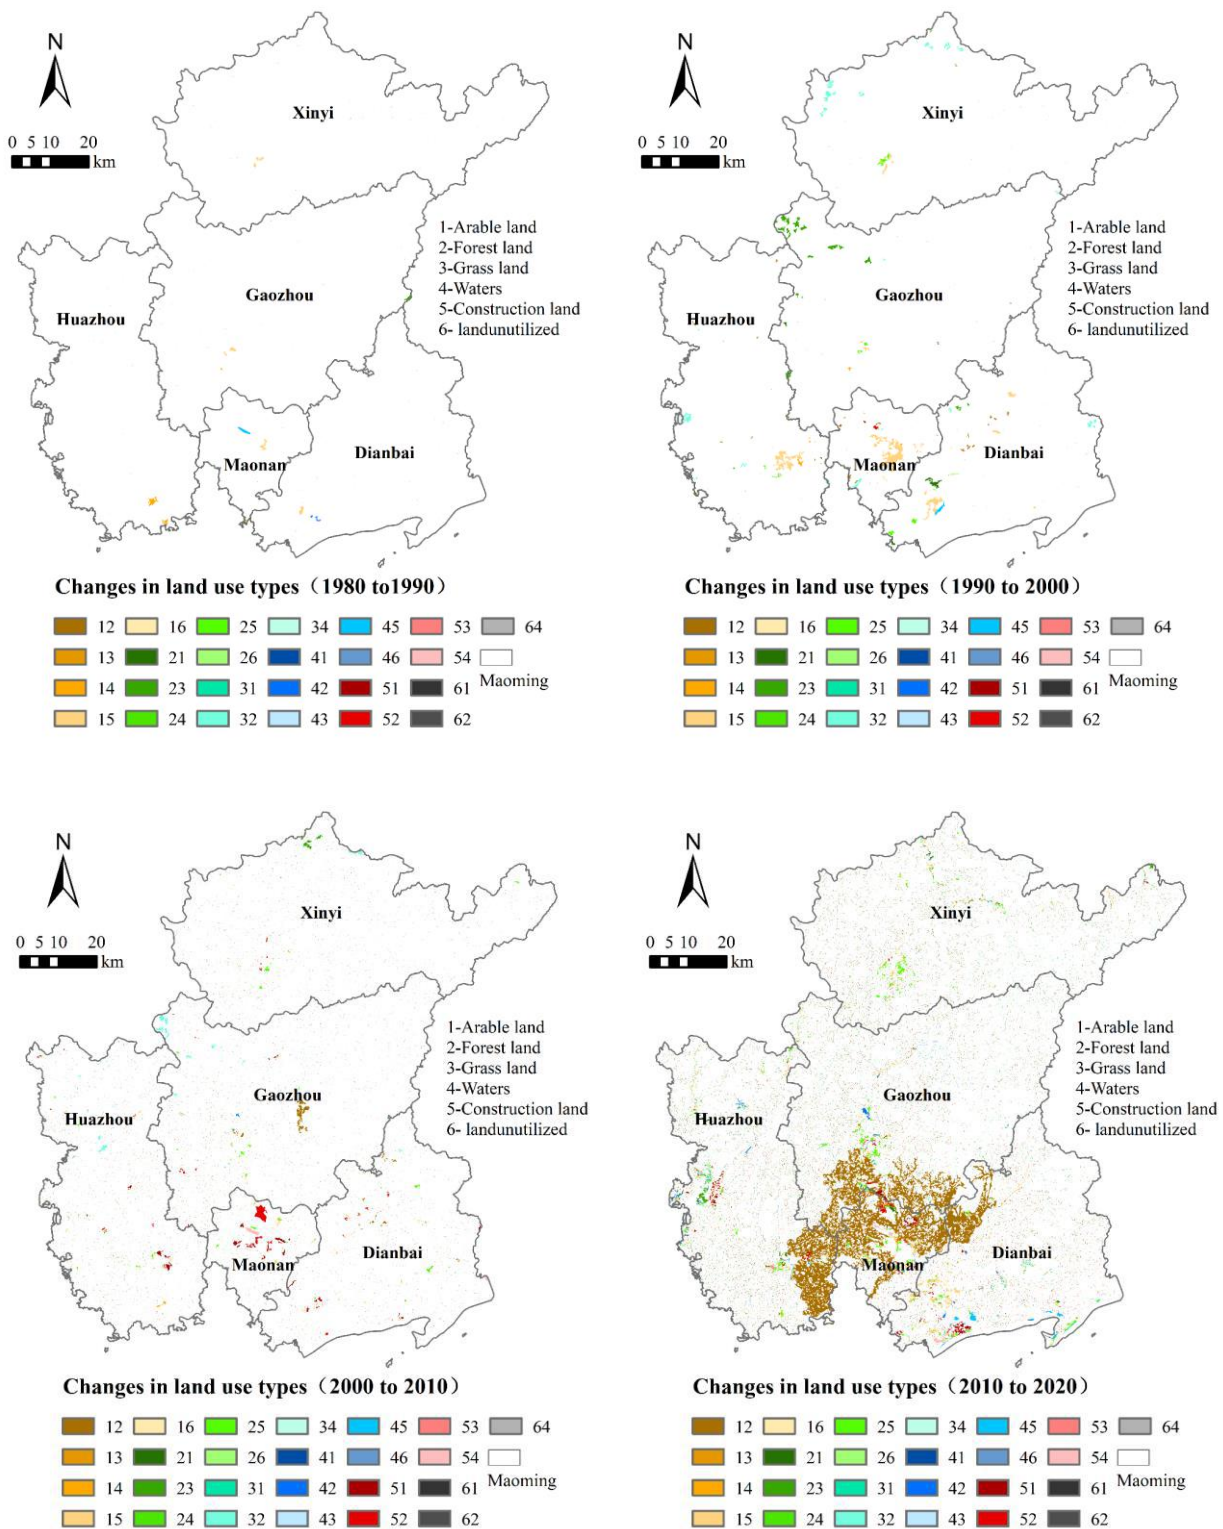 N
0 5 10 20
km
Xinyi
Gaozhou
Huazhou
Maonan
Dianbai
1-Arable land
2-Forest land
3-Grass land
4-Waters
5-Construction land
6- landunutilized
Changes in land use types（1980 to1990）
12 16 25 34 45 53 64
13 21 26 41 46 54
Maoming
14 23 31 42 51 61
15 24 32 43 52 62
N
0 5 10 20
km
Xinyi
Gaozhou
Huazhou
Maonan
Dianbai
1-Arable land
2-Forest land
3-Grass land
4-Waters
5-Construction land
6- landunutilized
Changes in land use types（1990 to 2000）
12 16 25 34 45 53 64
13 21 26 41 46 54
Maoming
14 23 31 42 51 61
15 24 32 43 52 62
N
0 5 10 20
km
Xinyi
Gaozhou
Huazhou
Maonan
Dianbai
1-Arable land
2-Forest land
3-Grass land
4-Waters
5-Construction land
6- landunutilized
Changes in land use types（2000 to 2010）
12 16 25 34 45 53 64
13 21 26 41 46 54
Maoming
14 23 31 42 51 61
15 24 32 43 52 62
N
0 5 10 20
km
Xinyi
Gaozhou
Huazhou
Maonan
Dianbai
1-Arable land
2-Forest land
3-Grass land
4-Waters
5-Construction land
6- landunutilized
Changes in land use types（2010 to 2020）
12 16 25 34 45 53 64
13 21 26 41 46 54
Maoming
14 23 31 42 51 61
15 24 32 43 52 62